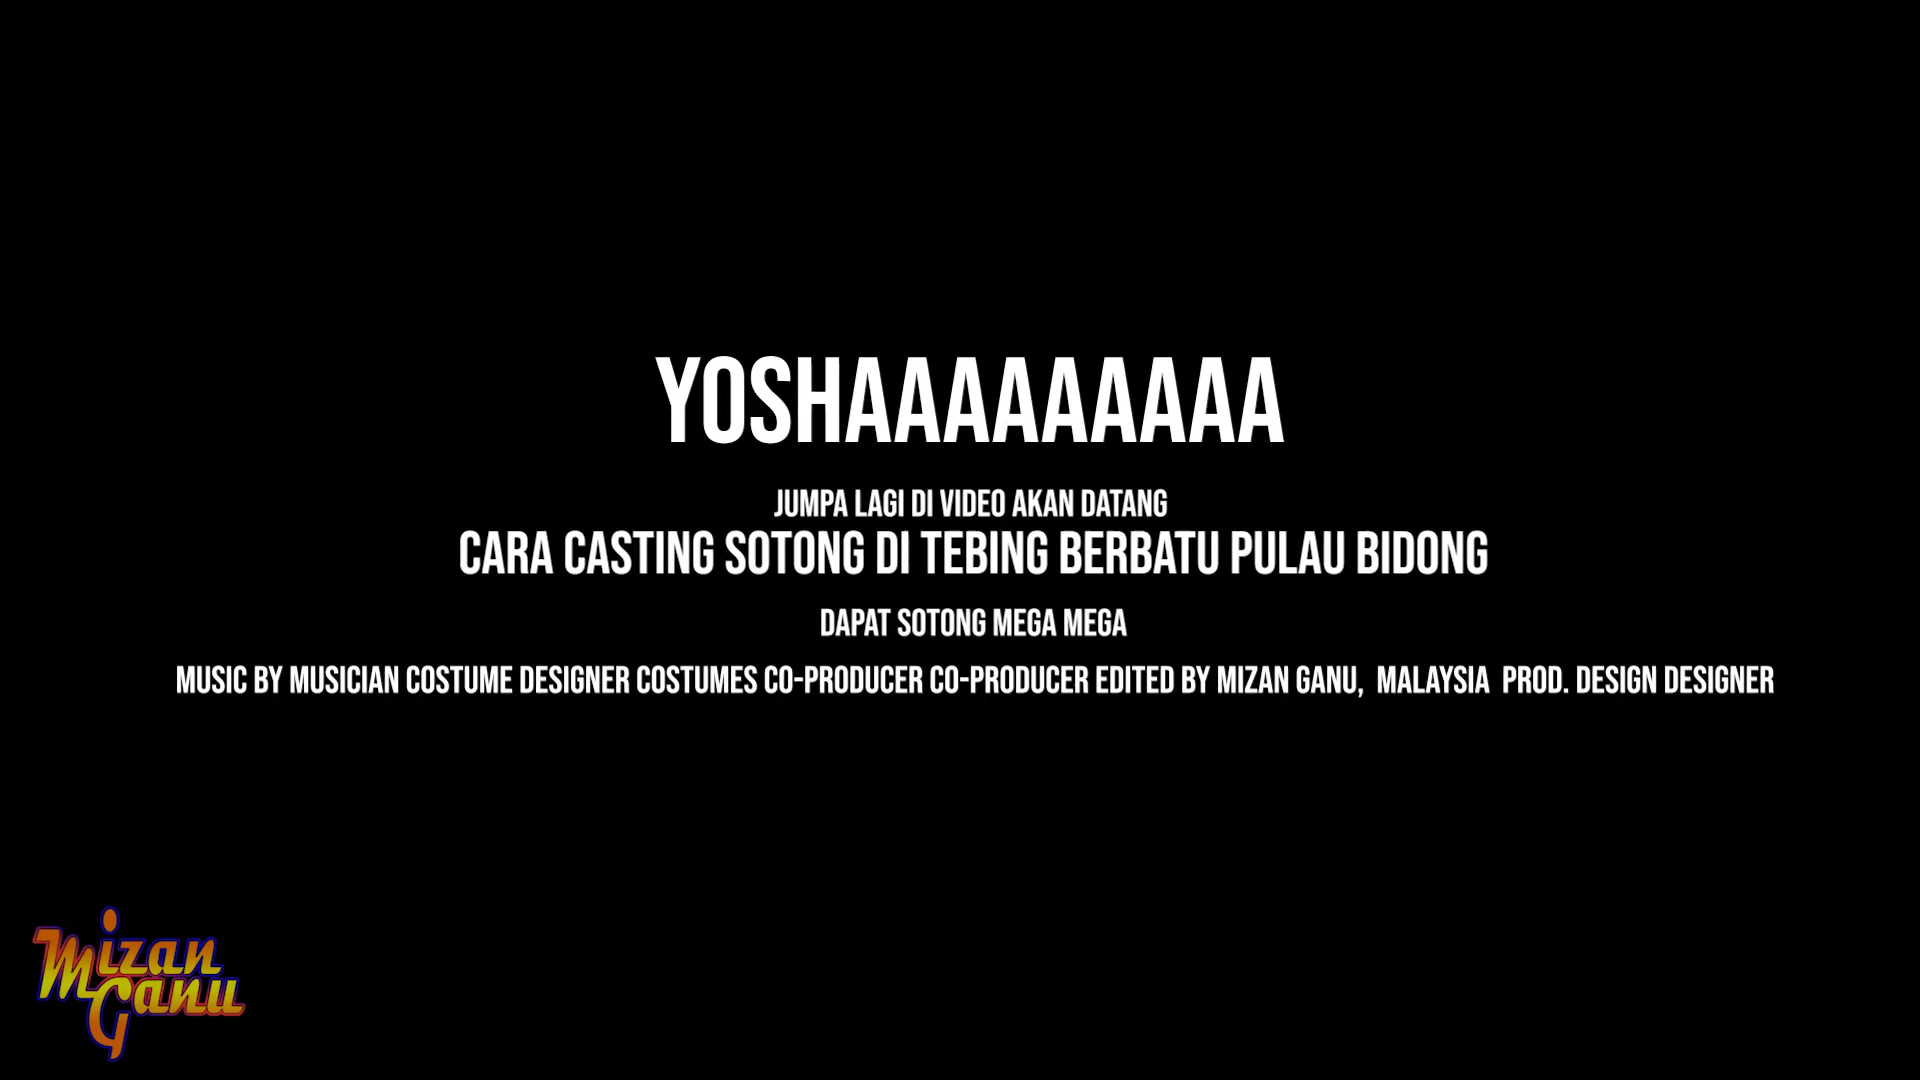 YOSHAAAAAAAAA
JUMPA LAGI DI VIDEO AKAN DATANG
CARA CASTING SOTONG DI TEBING BERBATU PULAU BIDONG
DAPAT SOTONG MEGA MEGA
MUSIC BY MUSICIAN COSTUME DESIGNER COSTUMES CO-PRODUCER CO-PRODUCER EDITED BY MIZAN GANU, MALAYSIA PROD. DESIGN DESIGNER
Mizan
Ganu